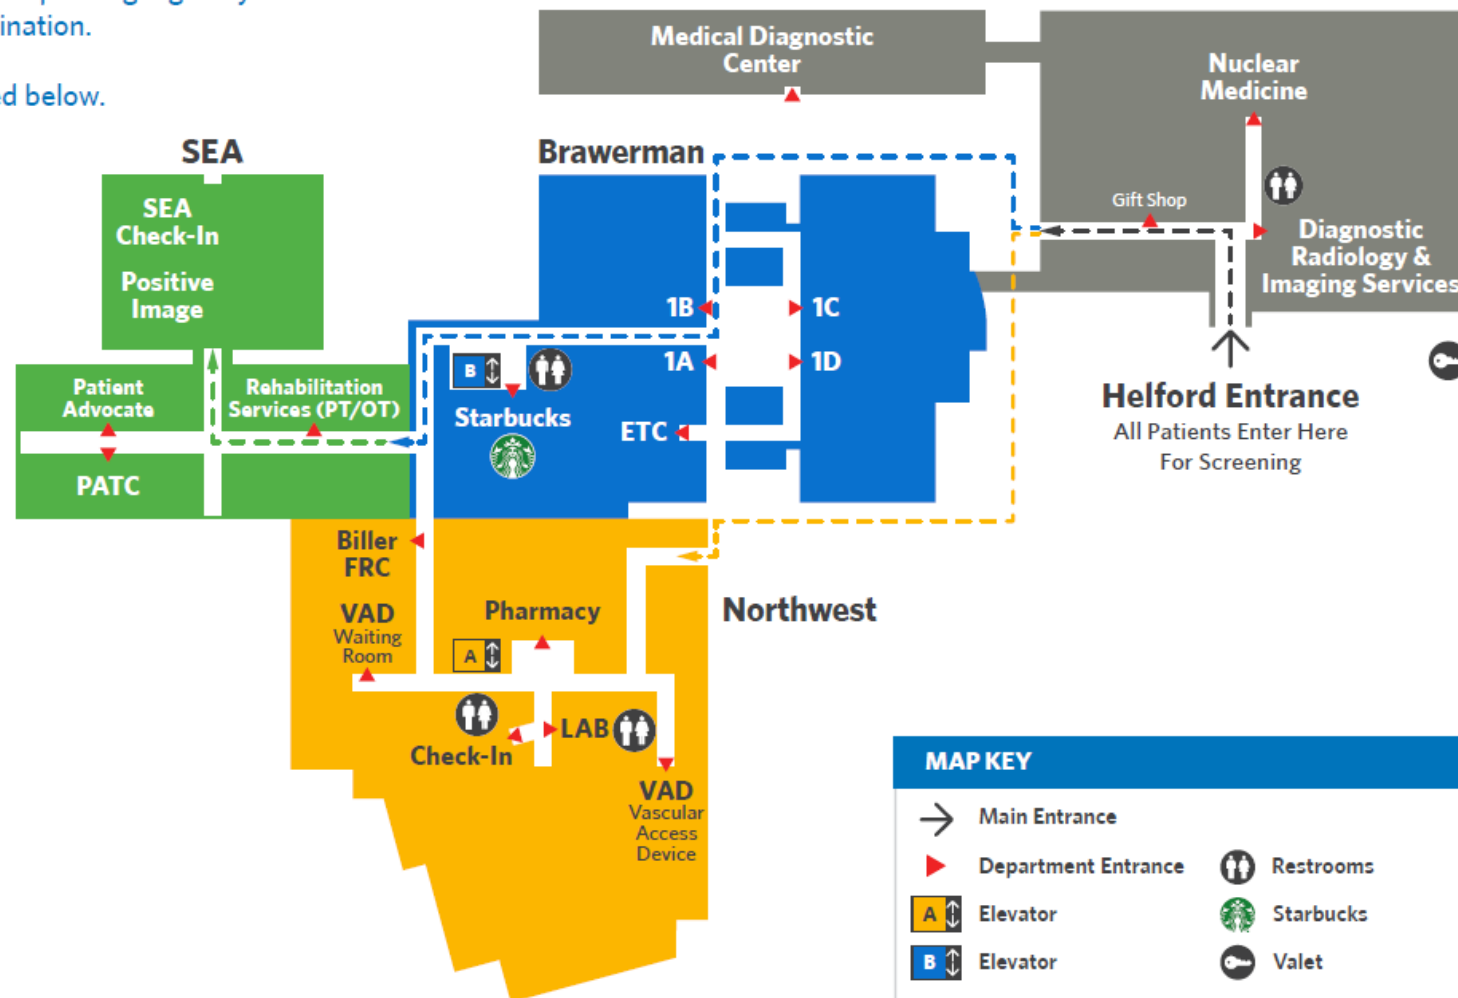 ination.
ed below.
Medical Diagnostic
Center
Nuclear
Medicine
SEA
Brawerman
SEA
Check-In
Positive
Image
Gift Shop
Diagnostic
Radiology &
Imaging Services
1B
1C
1A
1D
B
Patient
Advocate
Rehabilitation
Services (PT/OT)
Starbucks
ETC
PATC
Helford Entrance
All Patients Enter Here
For Screening
Biller
FRC
VAD
Waiting
Room
Pharmacy
Northwest
A
LAB
Check-In
VAD
Vascular
Access
Device
MAP KEY
Main Entrance
Department Entrance
Restrooms
A
Elevator
Starbucks
B
Elevator
Valet